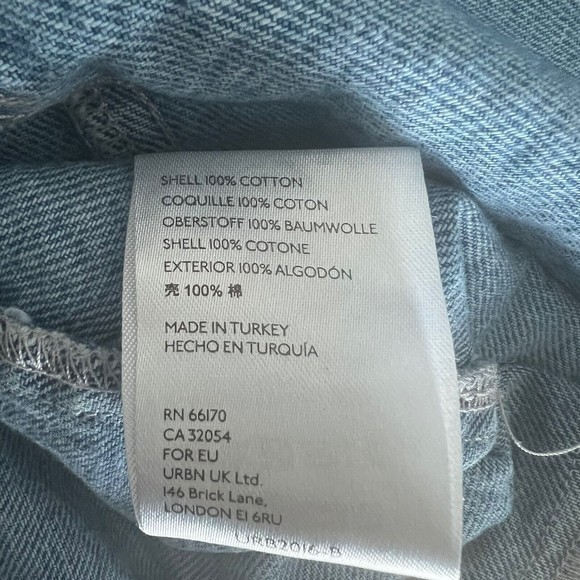 SHELL 100% COTTON
COQUILLE 100% COTON
OBERSTOFF 100% BAUMWOLLE
SHELL 100% COTONE
EXTERIOR 100% ALGODÓN
壳 100% 棉
MADE IN TURKEY
HECHO EN TURQUÍA
RN 66170
CA 32054
FOR EU
URBN UK Ltd.
146 Brick Lane,
LONDON E1 6RU
URB2016-B